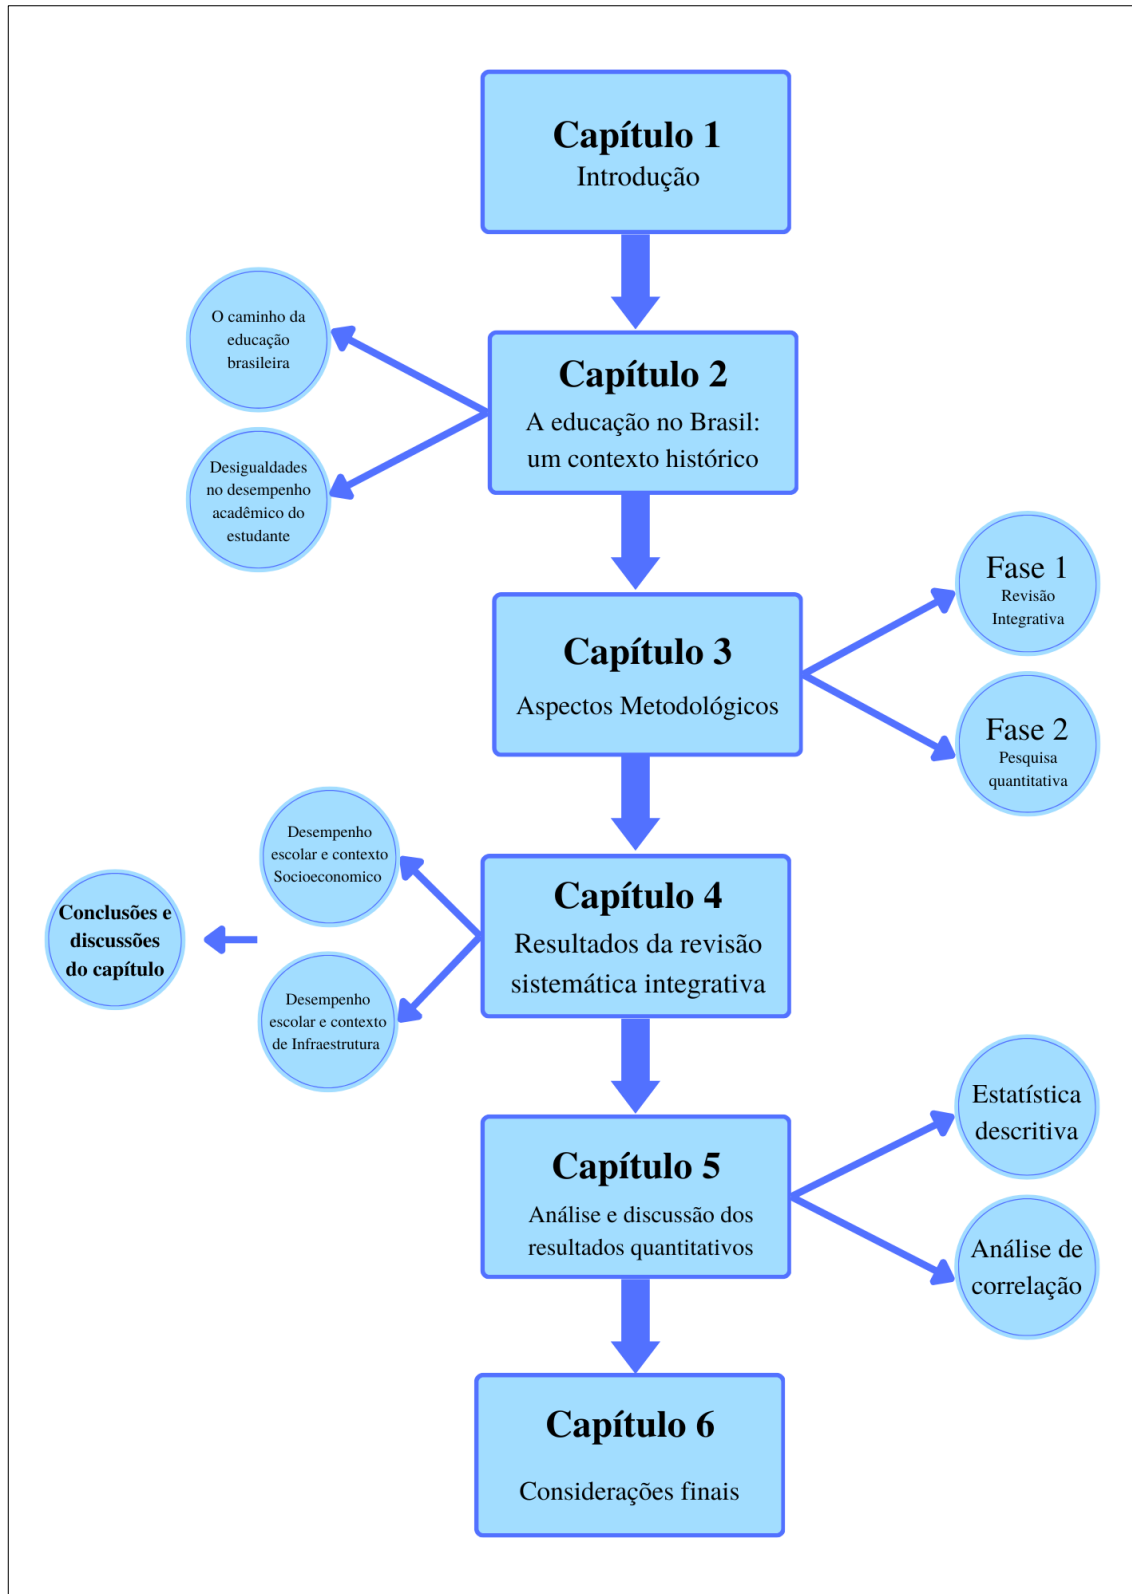 Capítulo 1
Introdução
O caminho da
educação
brasileira
Capítulo 2
A educação no Brasil:
um contexto histórico
Desigualdades
no desempenho
acadêmico do
estudante
Capítulo 3
Aspectos Metodológicos
Fase 1
Revisão
Integrativa
Fase 2
Pesquisa
quantitativa
Desempenho
escolar e contexto
Socioeconomico
Conclusões e
discussões
do capítulo
Capítulo 4
Resultados da revisão
sistemática integrativa
Desempenho
escolar e contexto
de Infraestrutura
Capítulo 5
Análise e discussão dos
resultados quantitativos
Estatística
descritiva
Análise de
correlação
Capítulo 6
Considerações finais